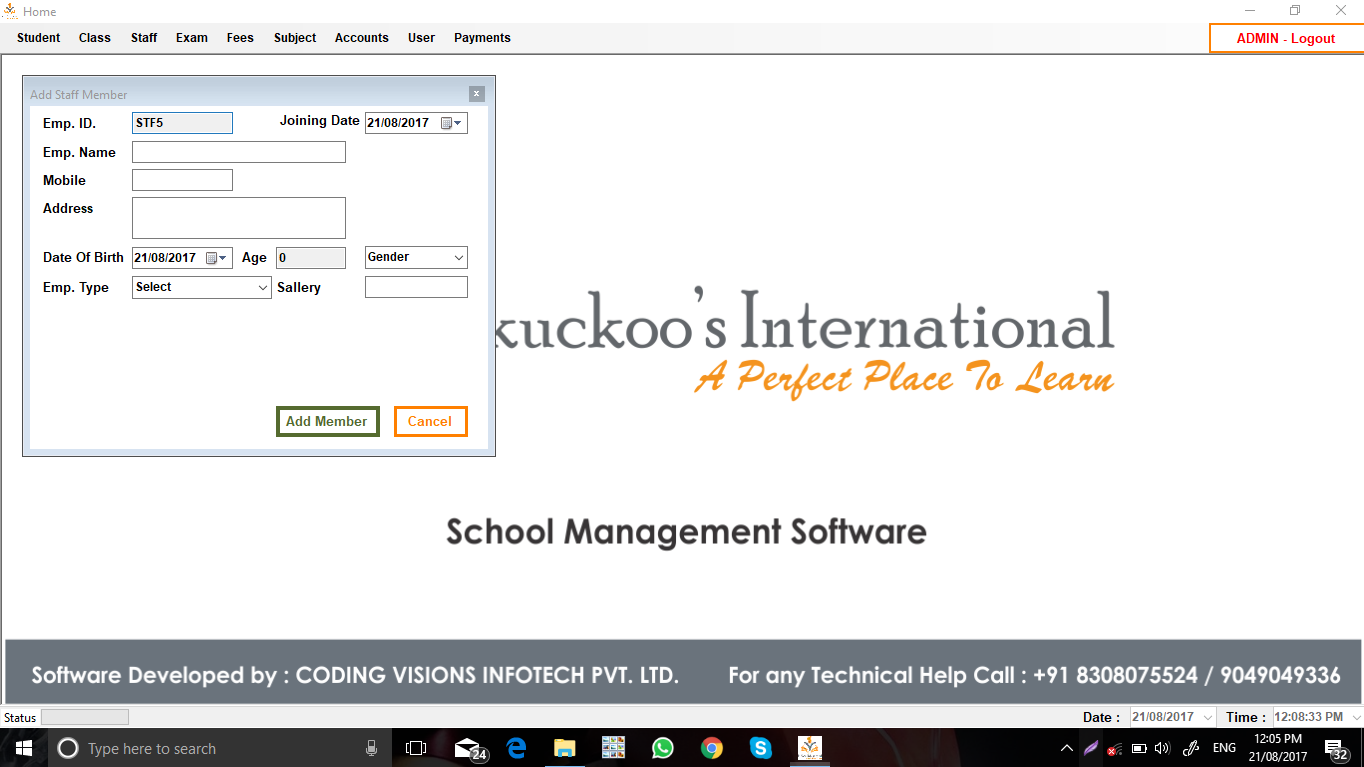 Home
Student Class Staff Exam Fees Subject Accounts User Payments ADMIN - Logout
Add Staff Member x
Emp. ID. STF5 Joining Date 21/08/2017
Emp. Name
Mobile
Address
Date Of Birth 21/08/2017 Age 0 Gender
Emp. Type Select Sallery
Add Member Cancel
kuckoo's International
A Perfect Place To Learn
School Management Software
Software Developed by : CODING VISIONS INFOTECH PVT. LTD. For any Technical Help Call : +91 8308075524 / 9049049336
Status Date : 21/08/2017 Time : 12:08:33 PM
Type here to search 24 ENG 12:05 PM 32
21/08/2017